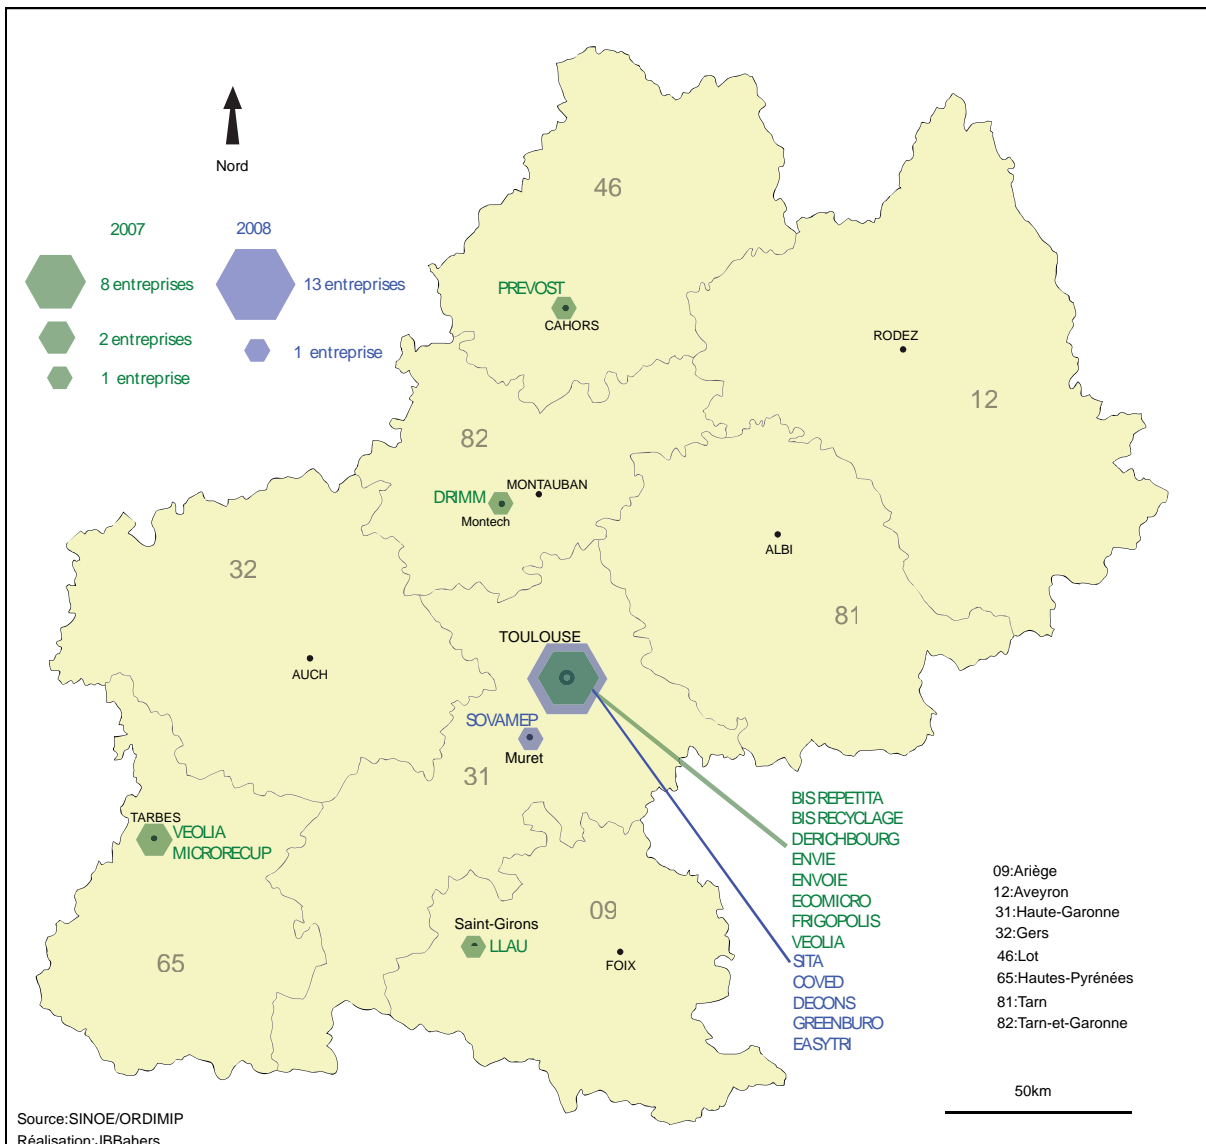 Nord
2007
2008
8 entreprises
13 entreprises
2 entreprises
1 entreprise
1 entreprise
46
PREVOST
CAHORS
RODEZ
12
82
DRIMM
MONTAUBAN
Montech
ALBI
32
81
TOULOUSE
AUCH
SOVAMEP
Muret
31
TARBES
VEOLIA
MICRORECUP
BIS REPETITA
BIS RECYCLAGE
DERICHBOURG
ENVIE
ENVOIE
ECOMICRO
FRIGOPOLIS
VEOLIA
SITA
COVED
DECONS
GREENBURO
EASYTRI
09
Saint-Girons
LLAU
FOIX
65
09:Ariège
12:Aveyron
31:Haute-Garonne
32:Gers
46:Lot
65:Hautes-Pyrénées
81:Tarn
82:Tarn-et-Garonne
50km
Source:SINOE/ORDIMIP
Réalisation:JBBahers